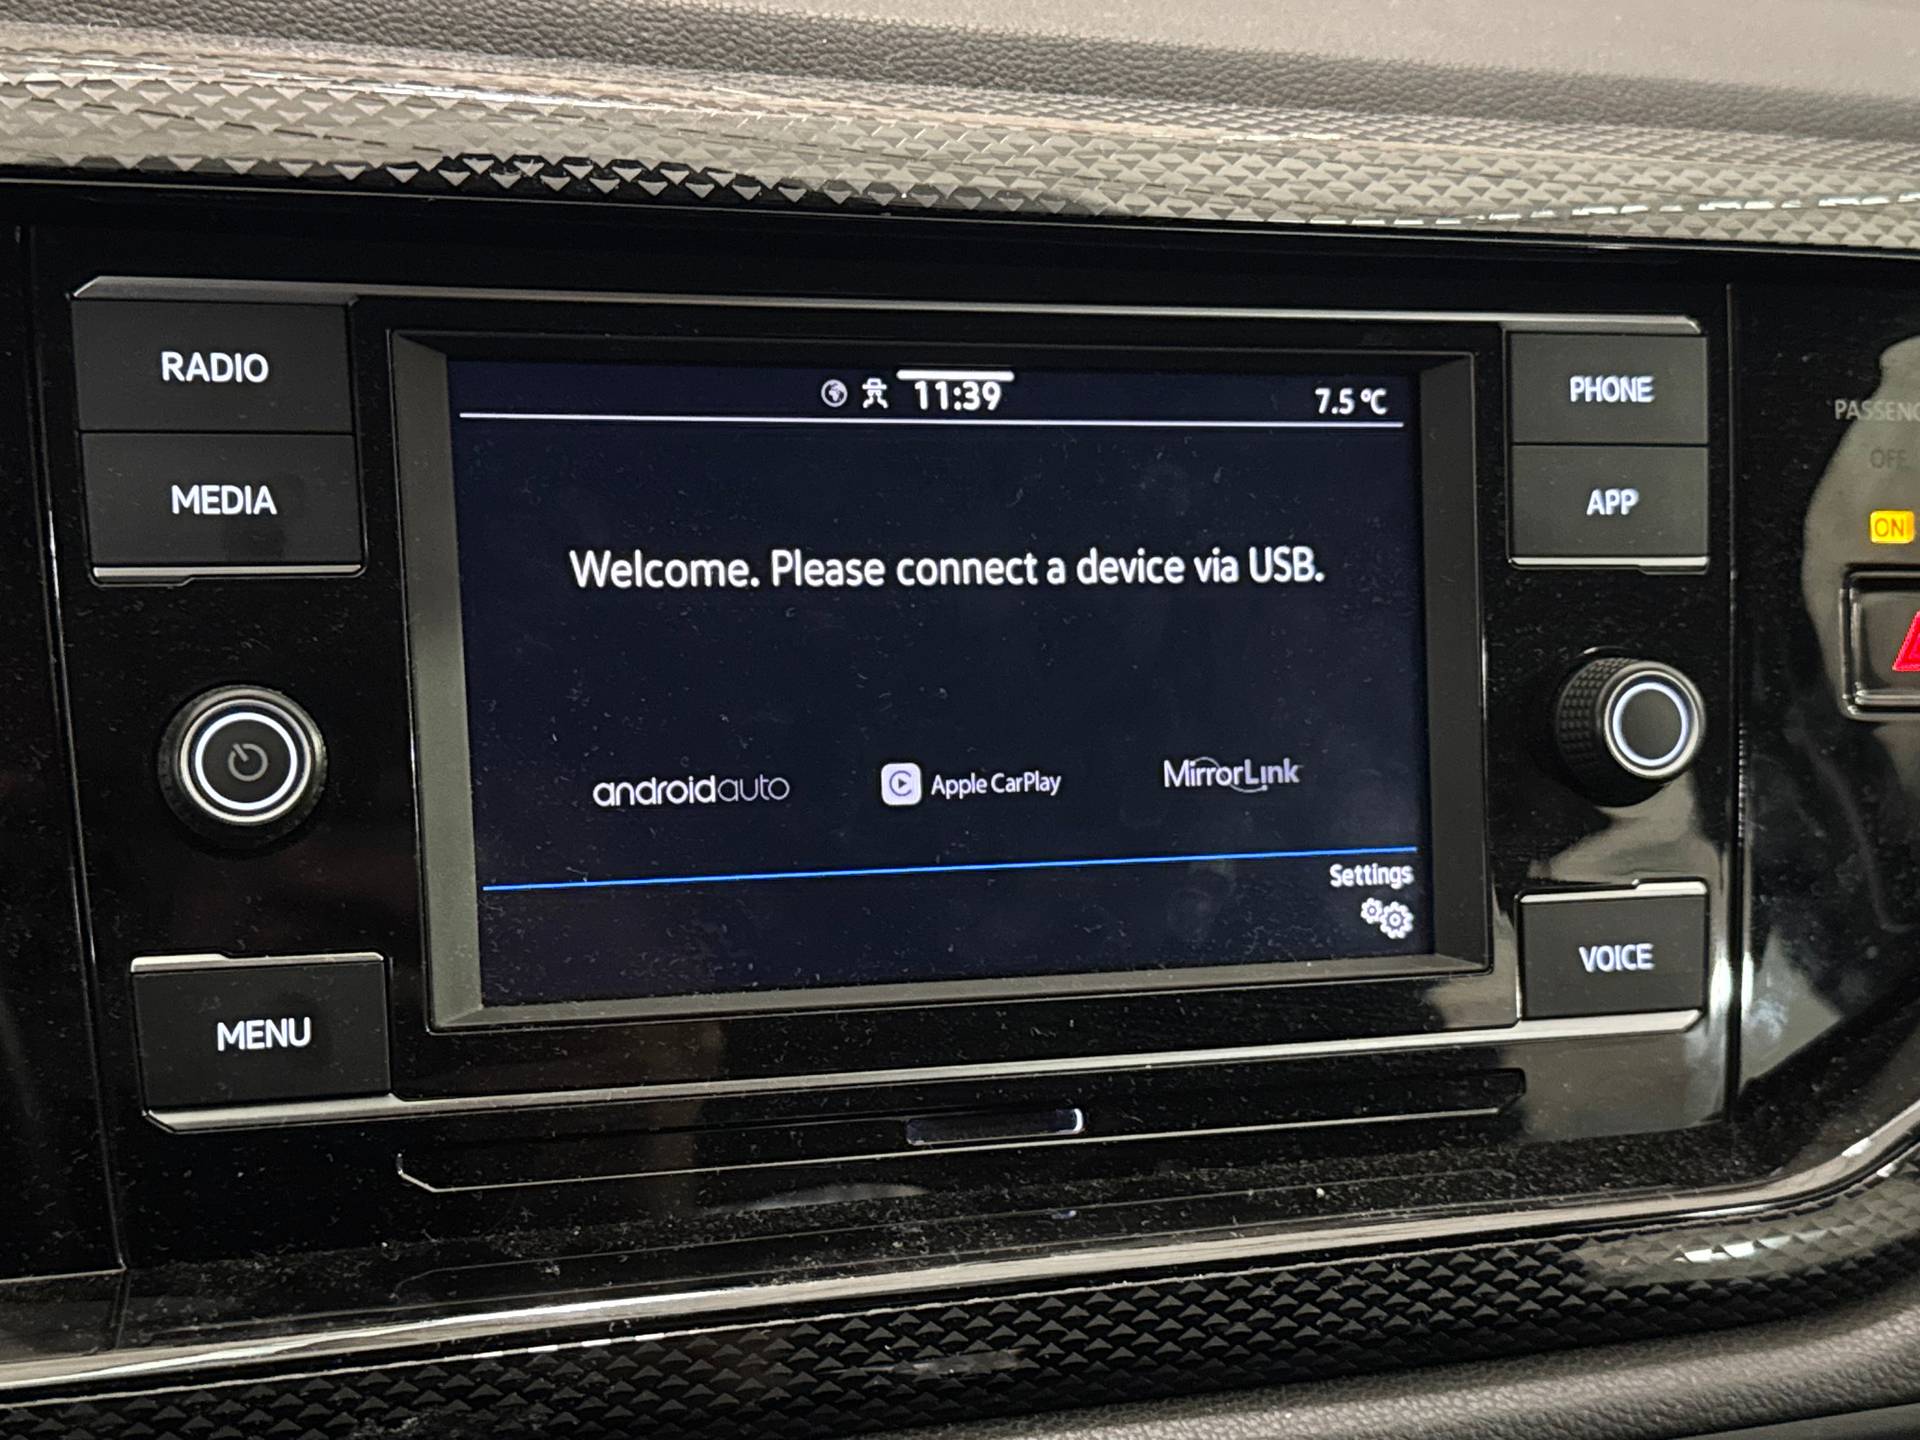 RADIO
MEDIA
MENU
11:39
7.5 °C
Welcome. Please connect a device via USB.
androidauto
Apple CarPlay
MirrorLink
Settings
PHONE
APP
VOICE
OFF
ON